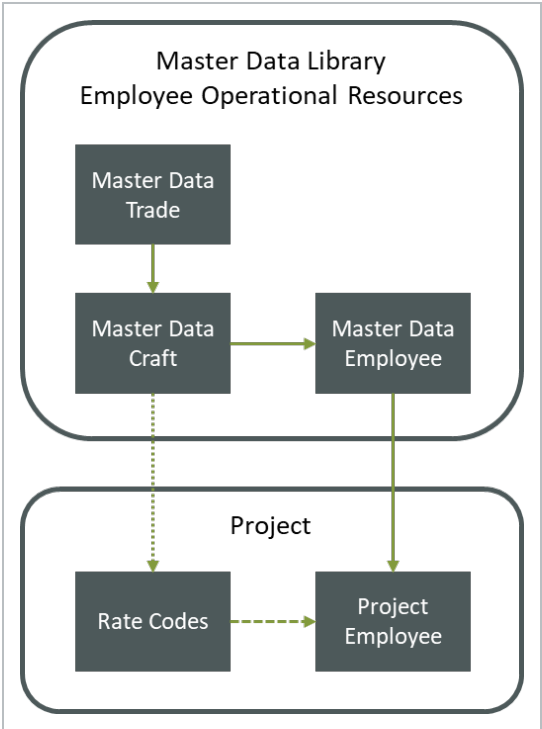 Master Data Library
Employee Operational Resources
Master Data
Trade
Master Data
Craft
Master Data
Employee
Project
Rate Codes
Project
Employee